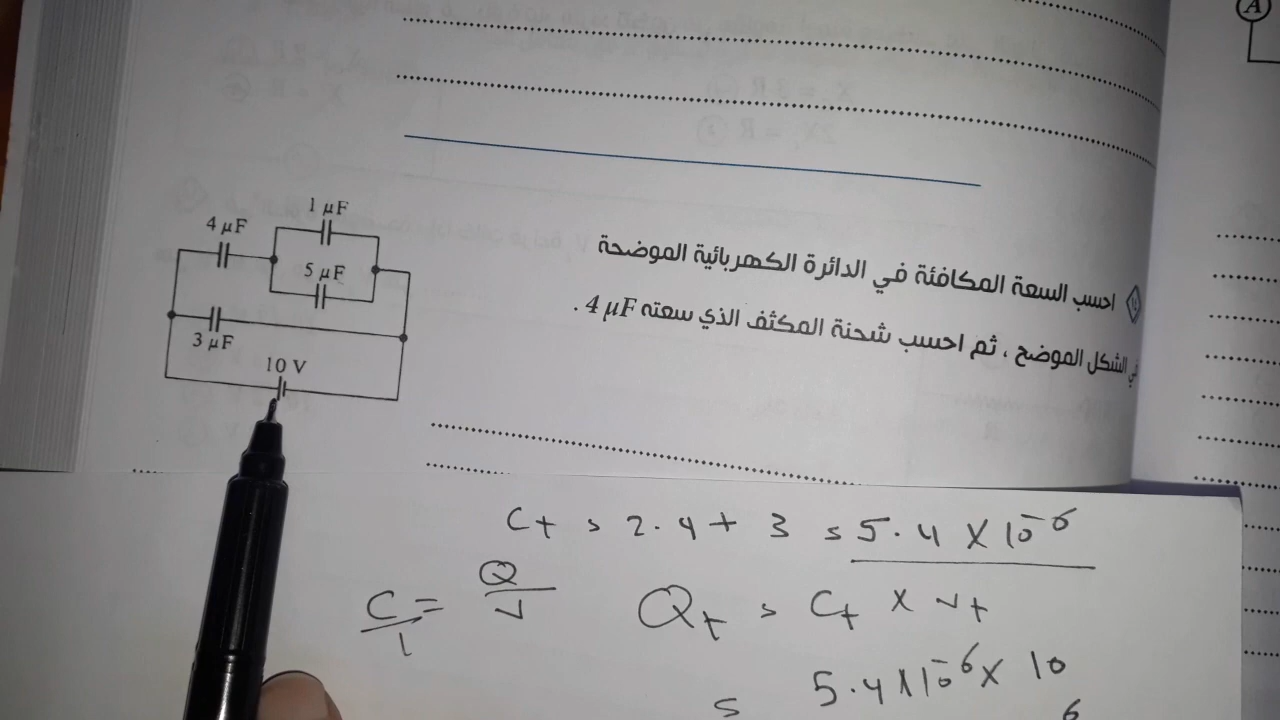 A
1 µF
4 µF
5 µF
3 µF
10 V
احسب السعة المكافئة في الدائرة الكهربائية الموضحة
في الشكل الموضح ، ثم احسب شحنة المكثف الذي سعته 4 µF .
Ct = 2.4 + 3 = 5.4 X 10^-6
C/1 = Q/V Qt = Ct X Vt
= 5.4 X 10^-6 X 10